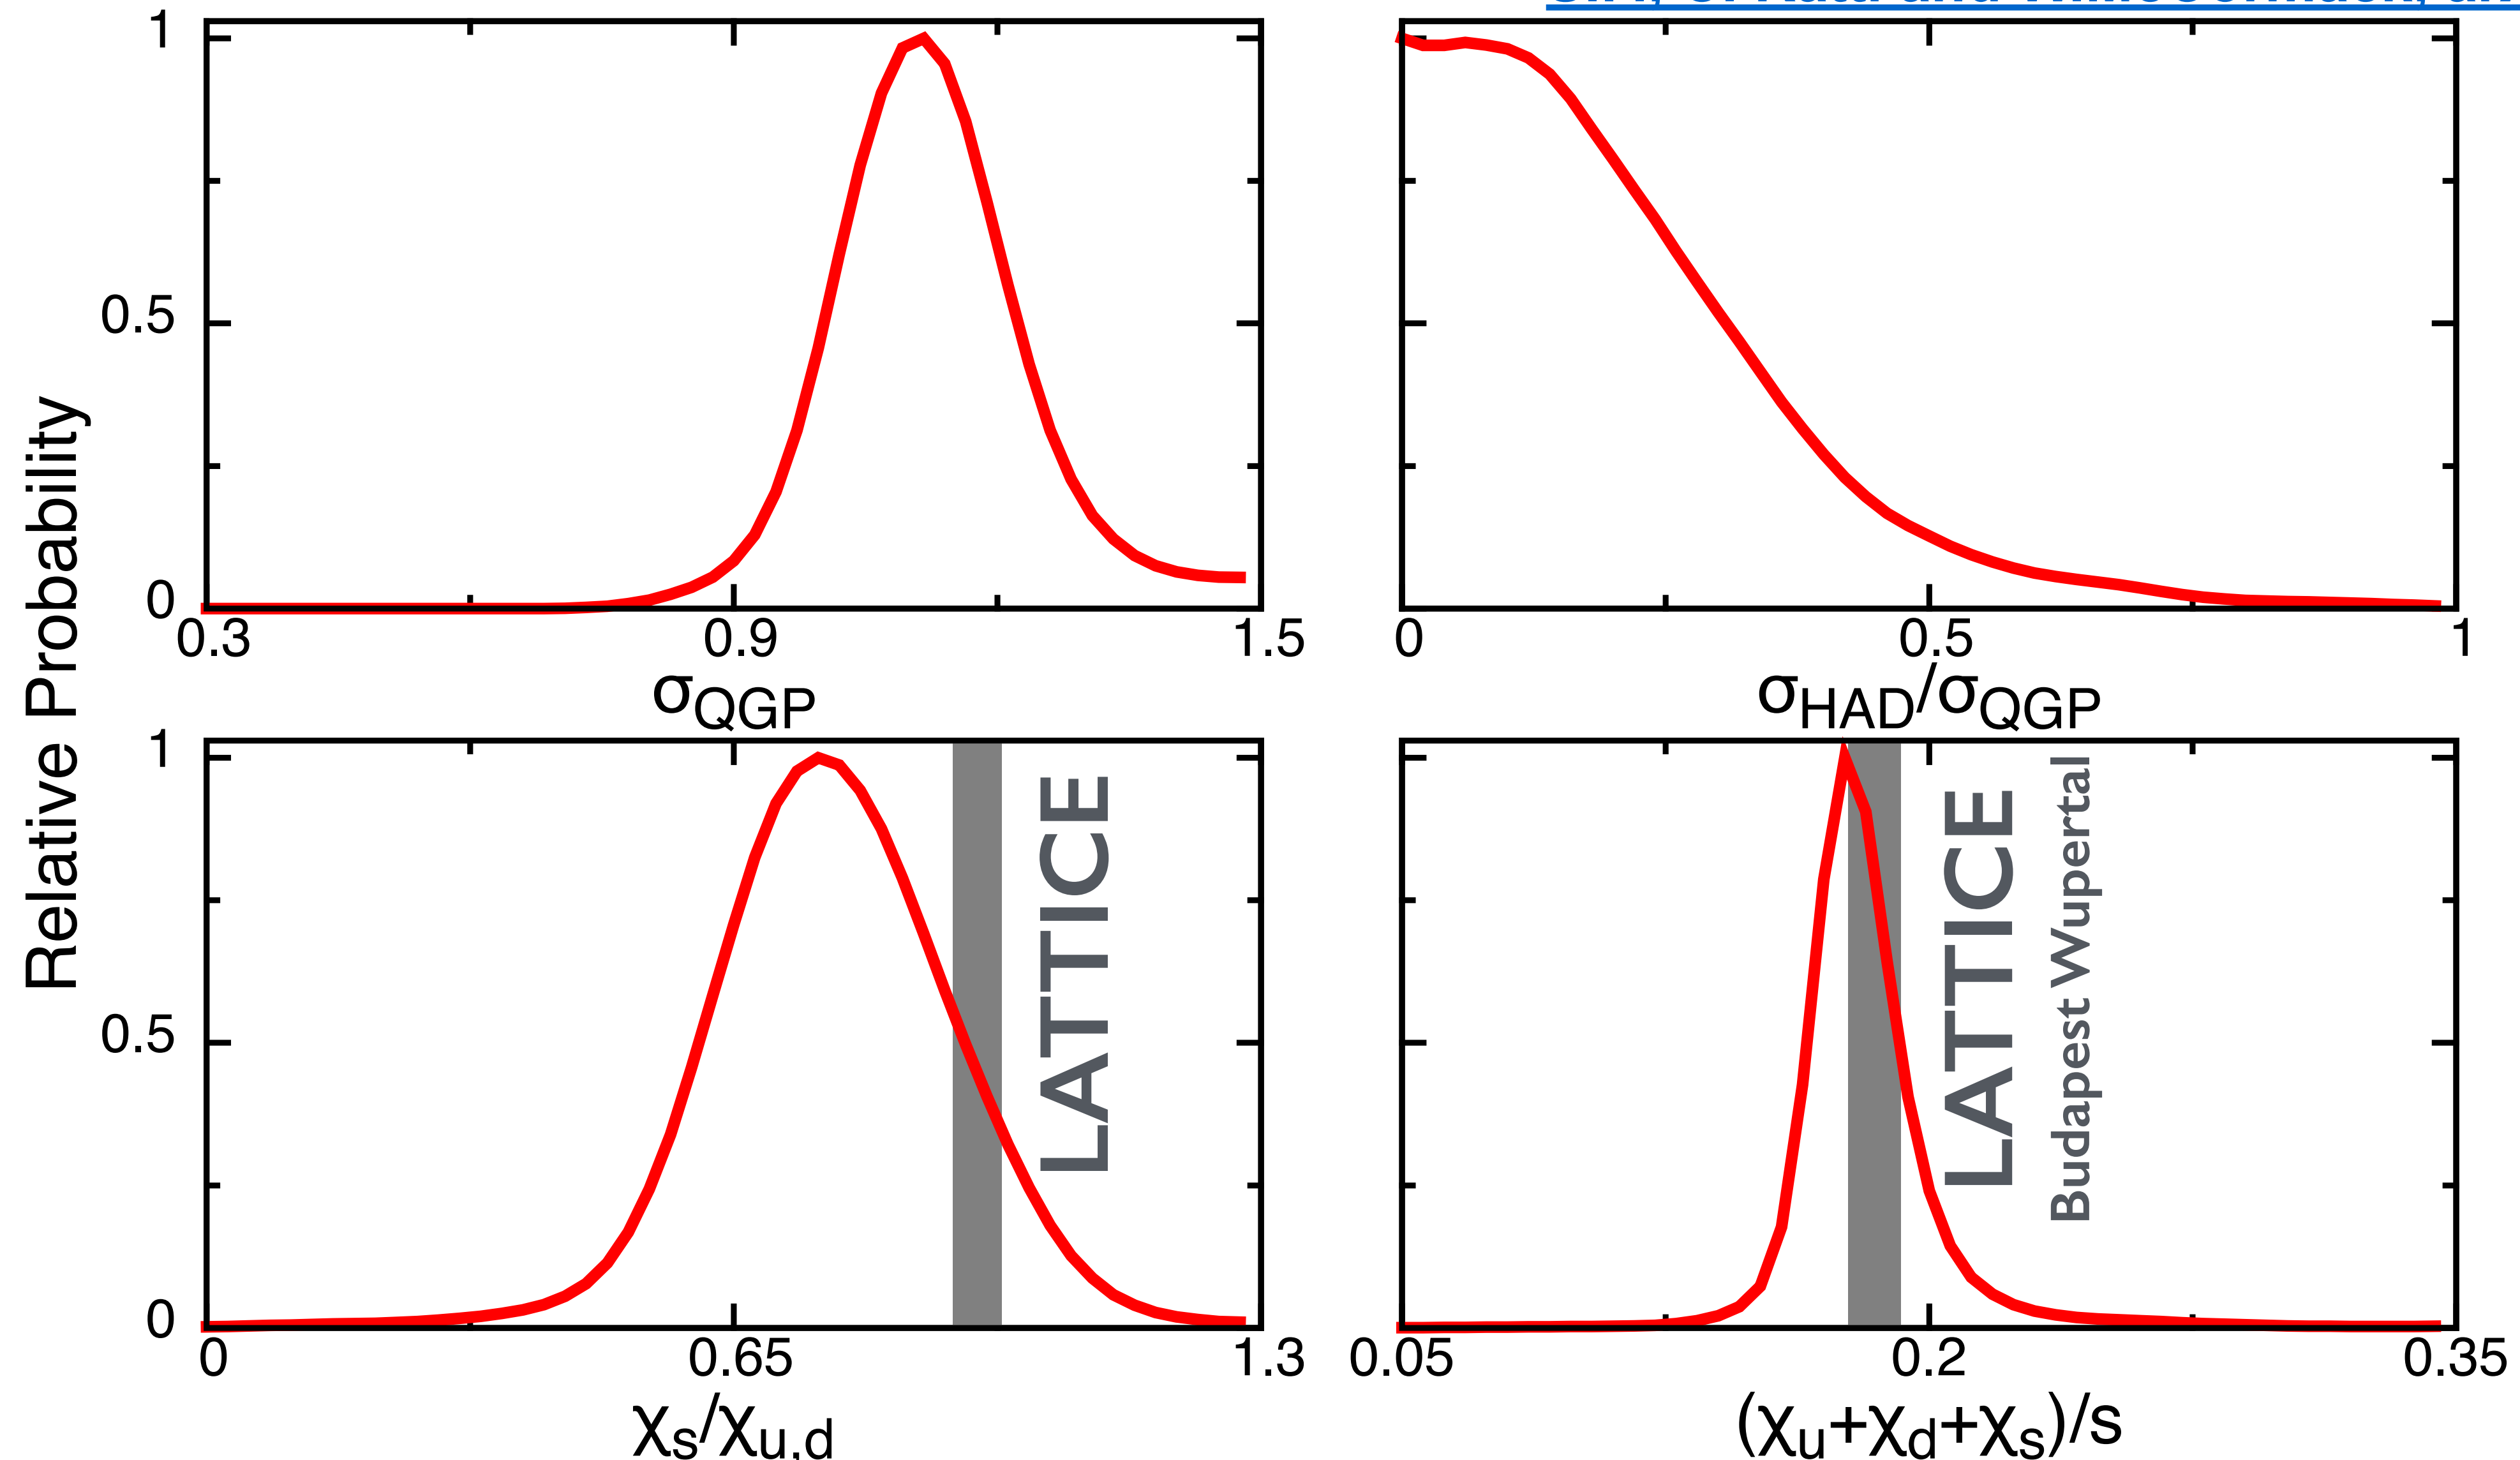 Relative Probability
1
0.5
0
0.3
0.9
1.5
σQGP
0
0.5
1
σHAD/σQGP
1
0.5
0
0
0.65
1.3
χs/χu,d
LATTICE
0.05
0.2
0.35
(χu+χd+χs)/s
LATTICE
Budapest Wupertal